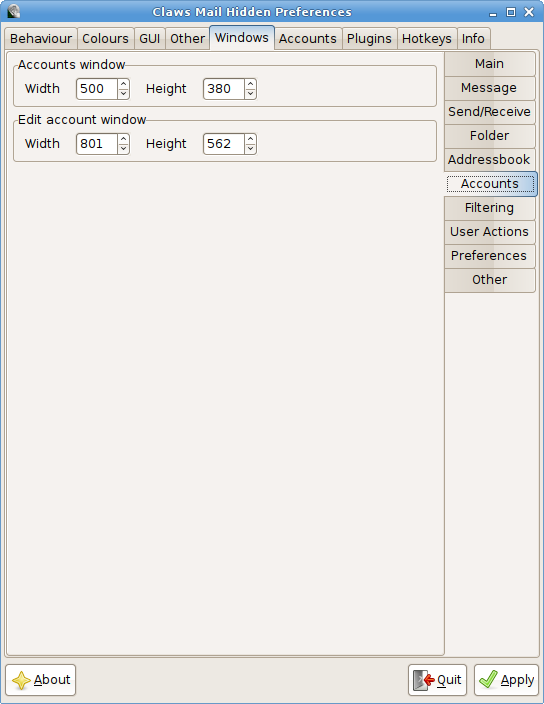 Claws Mail Hidden Preferences
Behaviour Colours GUI Other Windows Accounts Plugins Hotkeys Info
Accounts window
Width 500 Height 380
Edit account window
Width 801 Height 562
Main
Message
Send/Receive
Folder
Addressbook
Accounts
Filtering
User Actions
Preferences
Other
About Quit Apply